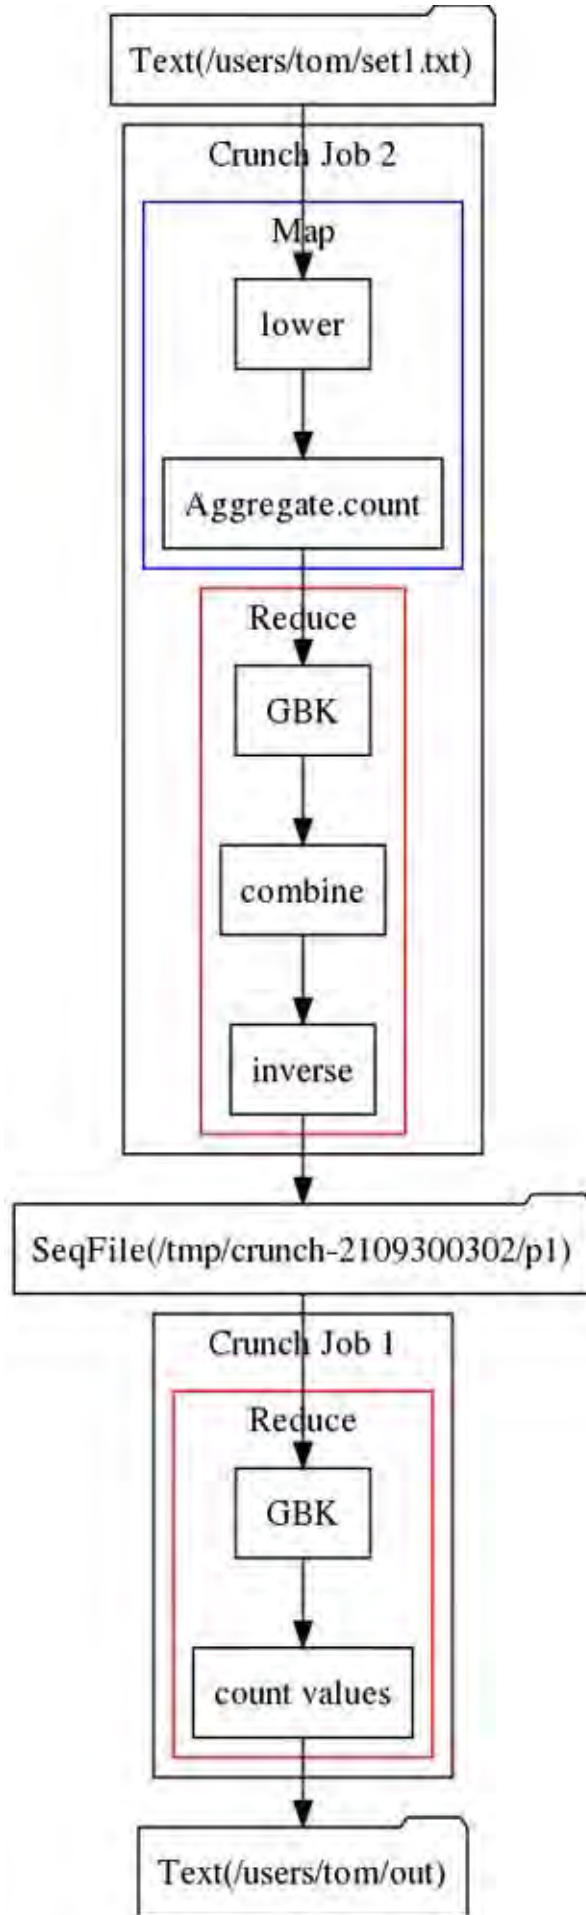 Text(/users/tom/set1.txt)
Crunch Job 2
Map
lower
Aggregate.count
Reduce
GBK
combine
inverse
SeqFile(/tmp/crunch-2109300302/p1)
Crunch Job 1
Reduce
GBK
count values
Text(/users/tom/out)